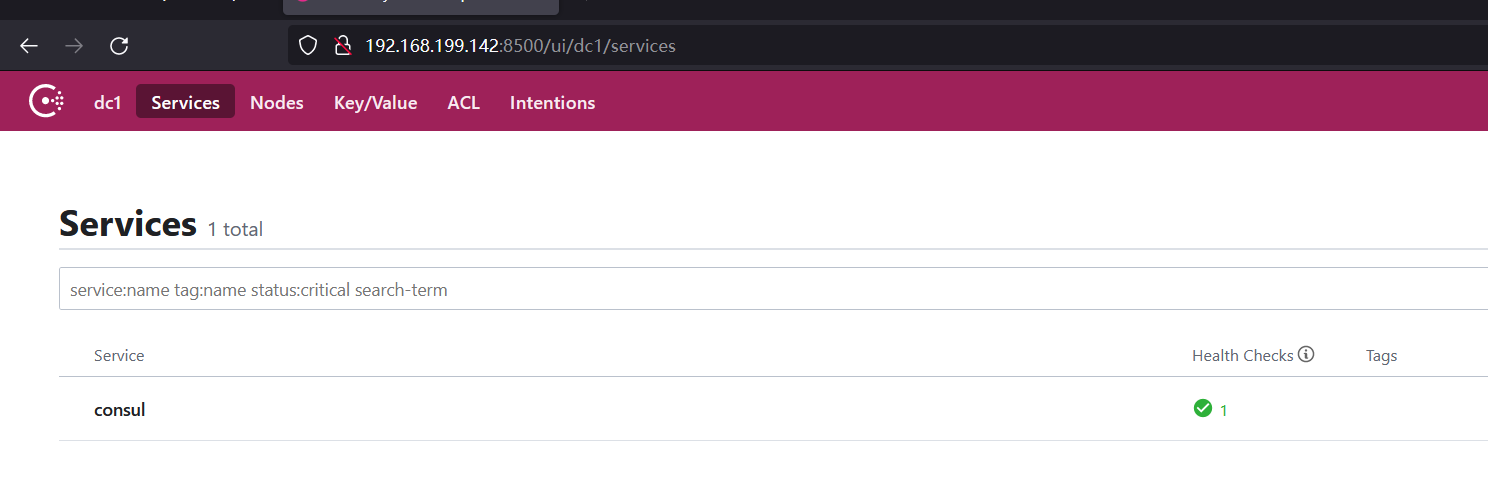 192.168.199.142:8500/ui/dc1/services
dc1 Services Nodes Key/Value ACL Intentions
Services 1 total
service:name tag:name status:critical search-term
Service Health Checks Tags
consul 1